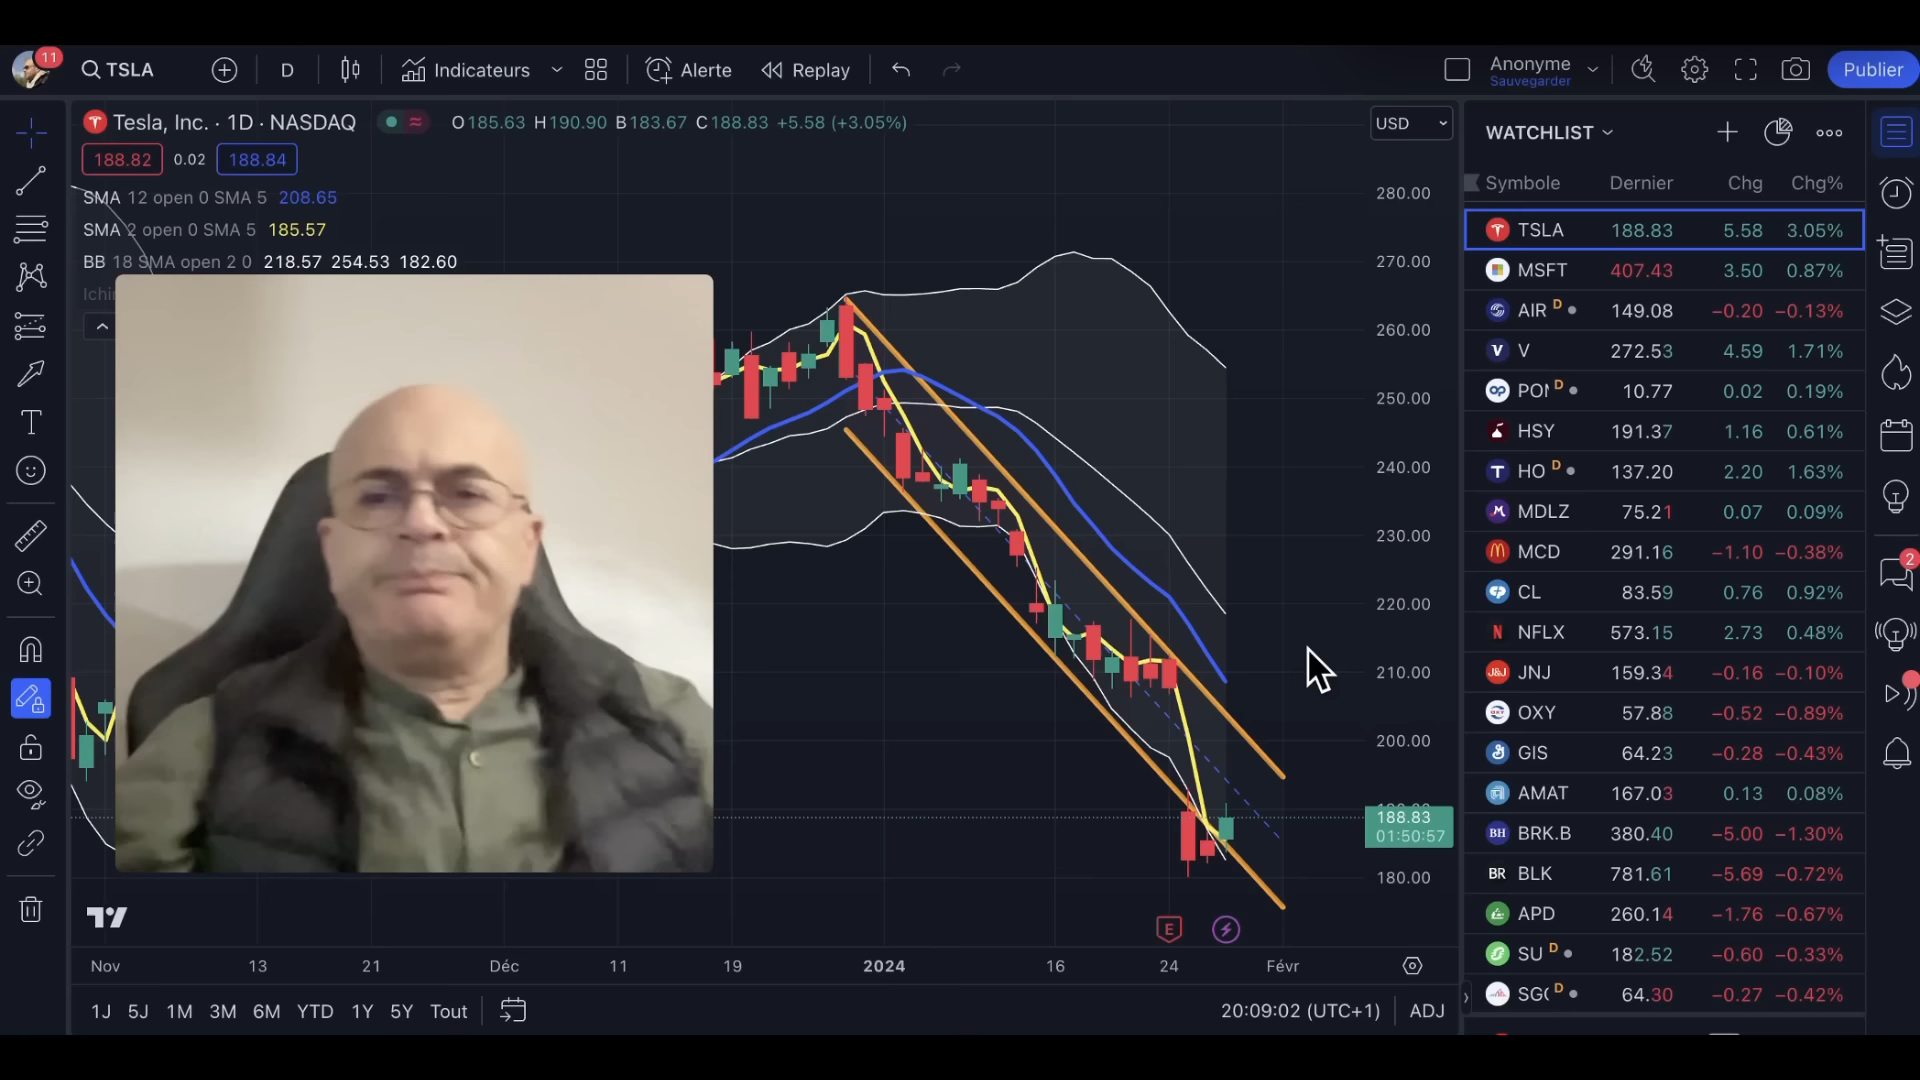 11
TSLA
D
Indicateurs
Alerte
Replay
Anonyme
Sauvegarder
Publier
Tesla, Inc. · 1D · NASDAQ
O185.63 H190.90 B183.67 C188.83 +5.58 (+3.05%)
188.82 0.02 188.84
SMA 12 open 0 SMA 5 208.65
SMA 2 open 0 SMA 5 185.57
BB 18 SMA open 2 0 218.57 254.53 182.60
USD
280.00
270.00
260.00
250.00
240.00
230.00
220.00
210.00
200.00
188.83
01:50:57
180.00
E
Nov 13 21 Déc 11 19 2024 16 24 Févr
1J 5J 1M 3M 6M YTD 1Y 5Y Tout
20:09:02 (UTC+1) ADJ
WATCHLIST
Symbole Dernier Chg Chg%
TSLA 188.83 5.58 3.05%
MSFT 407.43 3.50 0.87%
AIR D 149.08 −0.20 −0.13%
V 272.53 4.59 1.71%
POM D 10.77 0.02 0.19%
HSY 191.37 1.16 0.61%
HO D 137.20 2.20 1.63%
MDLZ 75.21 0.07 0.09%
MCD 291.16 −1.10 −0.38%
CL 83.59 0.76 0.92%
NFLX 573.15 2.73 0.48%
JNJ 159.34 −0.16 −0.10%
OXY 57.88 −0.52 −0.89%
GIS 64.23 −0.28 −0.43%
AMAT 167.03 0.13 0.08%
BRK.B 380.40 −5.00 −1.30%
BLK 781.61 −5.69 −0.72%
APD 260.14 −1.76 −0.67%
SU D 182.52 −0.60 −0.33%
SGO D 64.30 −0.27 −0.42%
2